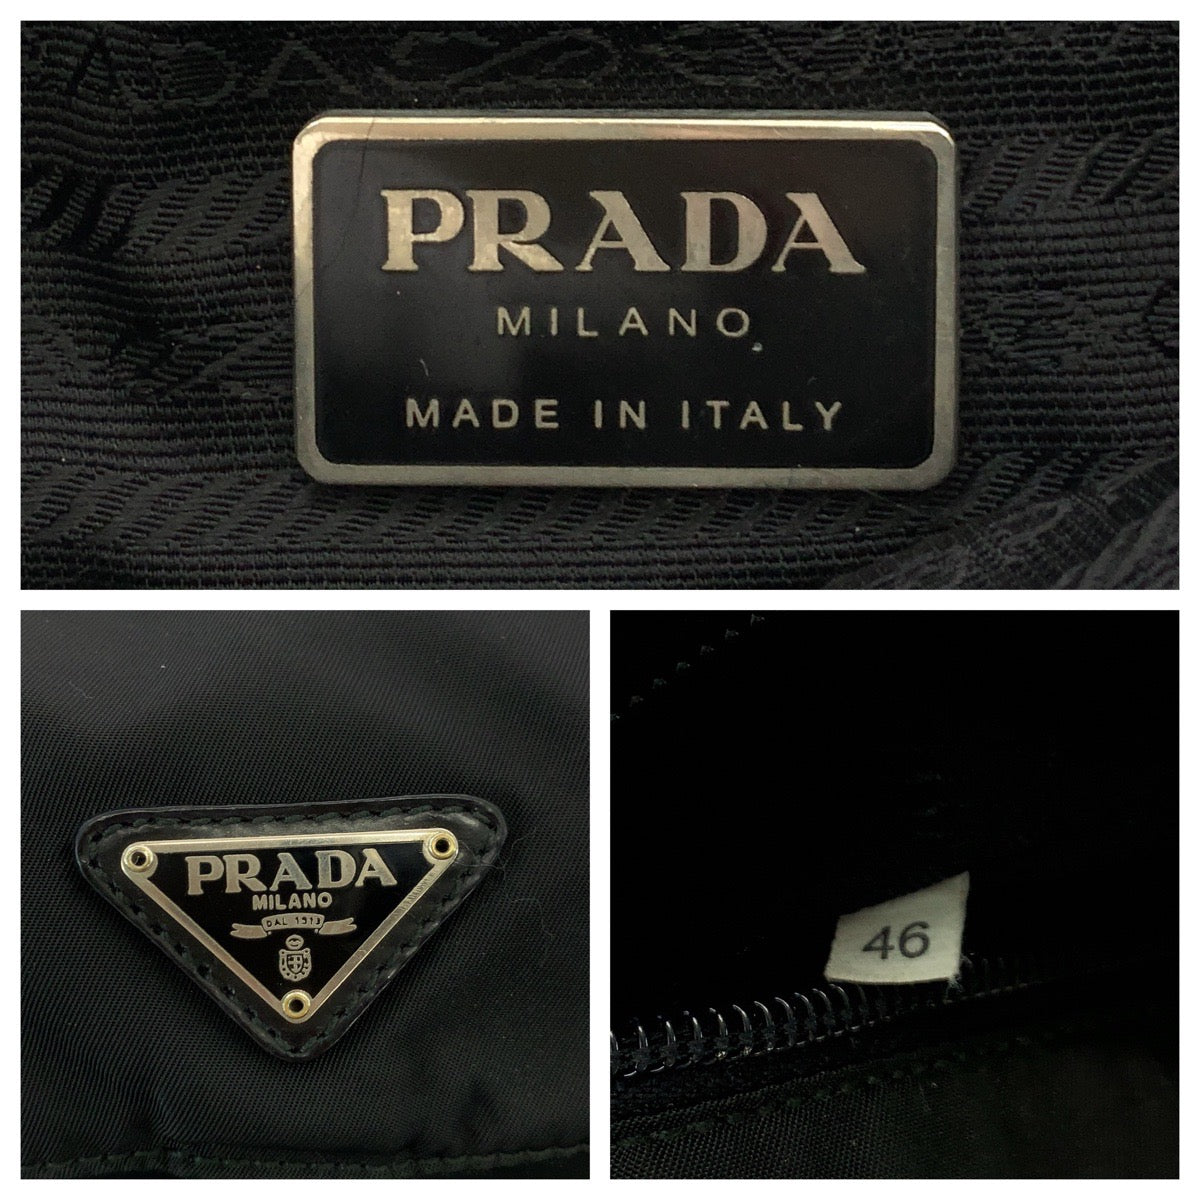 PRADA
MILANO
MADE IN ITALY
PRADA
MILANO
DAL 1913
46